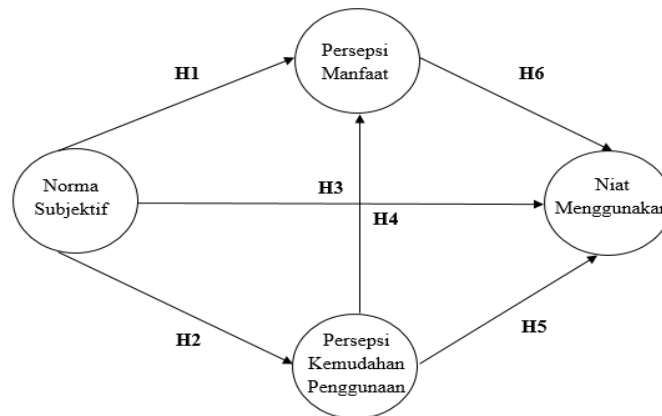 Persepsi
Manfaat
H1
H6
Norma
Subjektif
H3
H4
Niat
Menggunakan
H2
H5
Persepsi
Kemudahan
Penggunaan